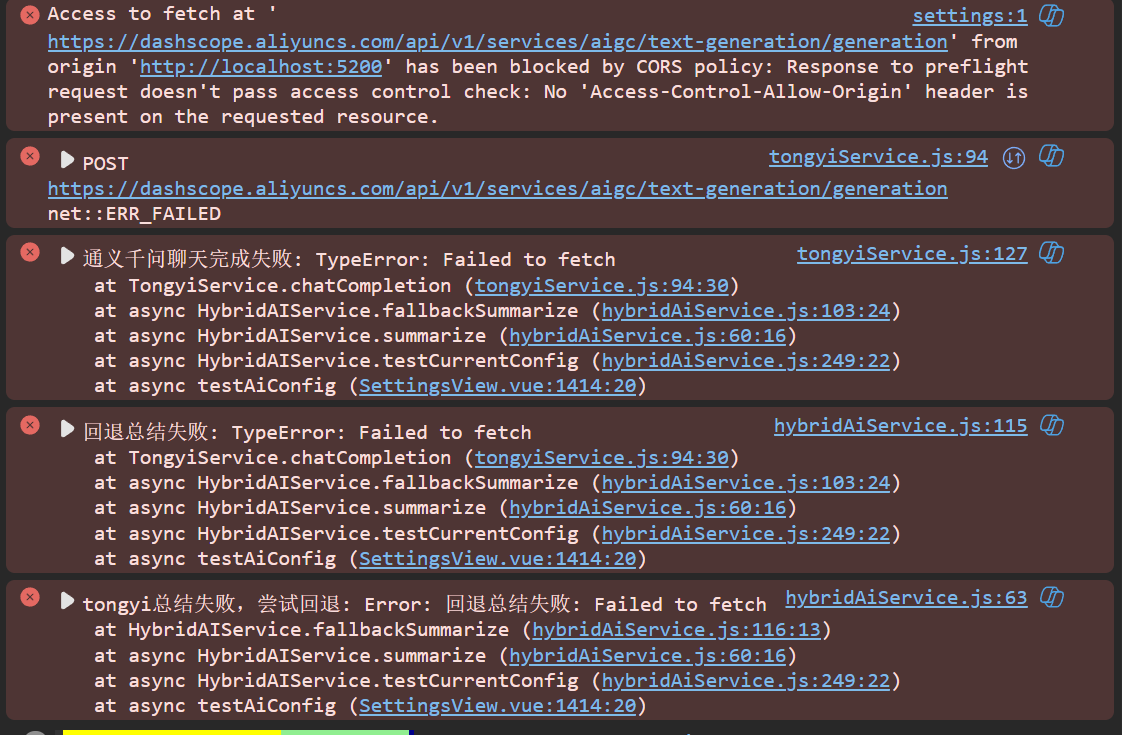 Access to fetch at ' settings:1
https://dashscope.aliyuncs.com/api/v1/services/aigc/text-generation/generation' from
origin 'http://localhost:5200' has been blocked by CORS policy: Response to preflight
request doesn't pass access control check: No 'Access-Control-Allow-Origin' header is
present on the requested resource.
POST tongyiService.js:94
https://dashscope.aliyuncs.com/api/v1/services/aigc/text-generation/generation
net::ERR_FAILED
通义千问聊天完成失败: TypeError: Failed to fetch tongyiService.js:127
at TongyiService.chatCompletion (tongyiService.js:94:30)
at async HybridAIService.fallbackSummarize (hybridAiService.js:103:24)
at async HybridAIService.summarize (hybridAiService.js:60:16)
at async HybridAIService.testCurrentConfig (hybridAiService.js:249:22)
at async testAiConfig (SettingsView.vue:1414:20)
回退总结失败: TypeError: Failed to fetch hybridAiService.js:115
at TongyiService.chatCompletion (tongyiService.js:94:30)
at async HybridAIService.fallbackSummarize (hybridAiService.js:103:24)
at async HybridAIService.summarize (hybridAiService.js:60:16)
at async HybridAIService.testCurrentConfig (hybridAiService.js:249:22)
at async testAiConfig (SettingsView.vue:1414:20)
tongyi总结失败，尝试回退: Error: 回退总结失败: Failed to fetch hybridAiService.js:63
at HybridAIService.fallbackSummarize (hybridAiService.js:116:13)
at async HybridAIService.summarize (hybridAiService.js:60:16)
at async HybridAIService.testCurrentConfig (hybridAiService.js:249:22)
at async testAiConfig (SettingsView.vue:1414:20)